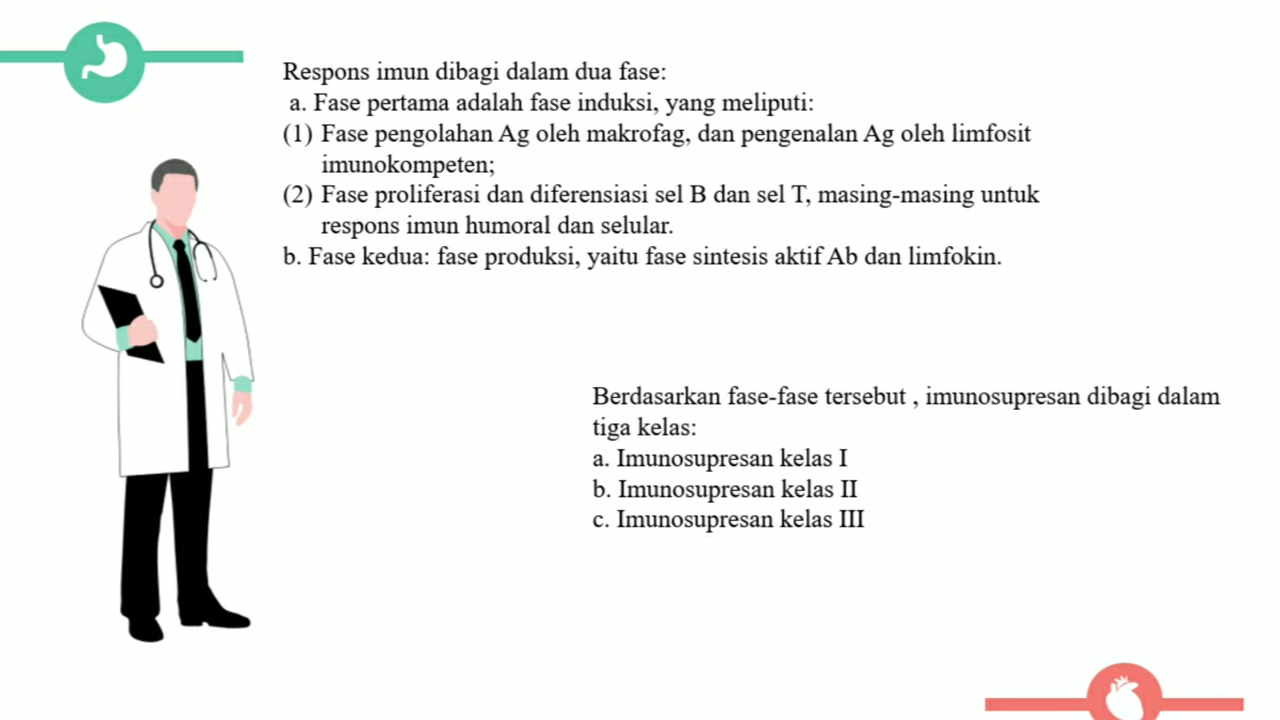 Respons imun dibagi dalam dua fase:
a. Fase pertama adalah fase induksi, yang meliputi:
(1) Fase pengolahan Ag oleh makrofag, dan pengenalan Ag oleh limfosit
imunokompeten;
(2) Fase proliferasi dan diferensiasi sel B dan sel T, masing-masing untuk
respons imun humoral dan selular.
b. Fase kedua: fase produksi, yaitu fase sintesis aktif Ab dan limfokin.
Berdasarkan fase-fase tersebut , imunosupresan dibagi dalam
tiga kelas:
a. Imunosupresan kelas I
b. Imunosupresan kelas II
c. Imunosupresan kelas III